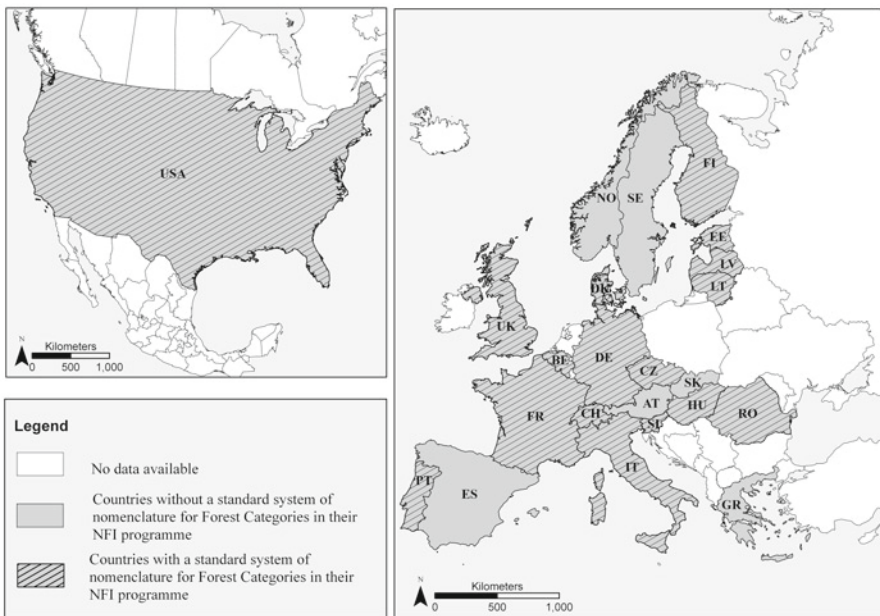 USA
N
Kilometers
0 500 1,000
Legend
No data available
Countries without a standard system of
nomenclature for Forest Categories in their
NFI programme
Countries with a standard system of
nomenclature for Forest Categories in their
NFI programme
FI
NO
SE
EE
LV
LT
DK
UK
BE
DE
CZ
SK
FR
CH
AT
HU
RO
SI
IT
PT
ES
GR
N
Kilometers
0 500 1,000